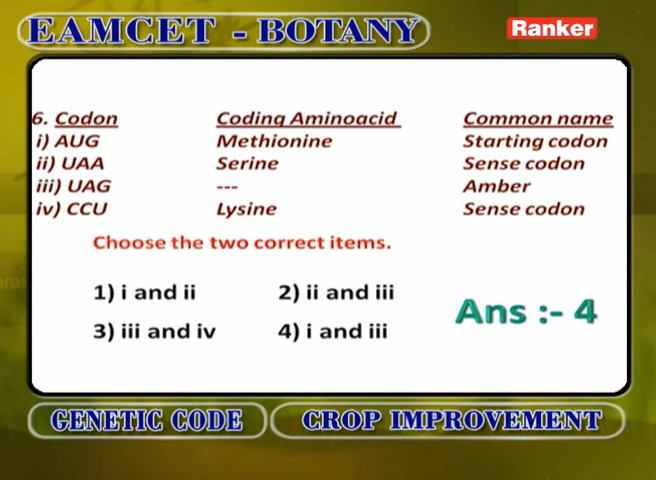 EAMCET - BOTANY
Ranker
6. Codon Coding Aminoacid Common name
i) AUG Methionine Starting codon
ii) UAA Serine Sense codon
iii) UAG --- Amber
iv) CCU Lysine Sense codon
Choose the two correct items.
1) i and ii 2) ii and iii
3) iii and iv 4) i and iii
Ans :- 4
GENETIC CODE CROP IMPROVEMENT